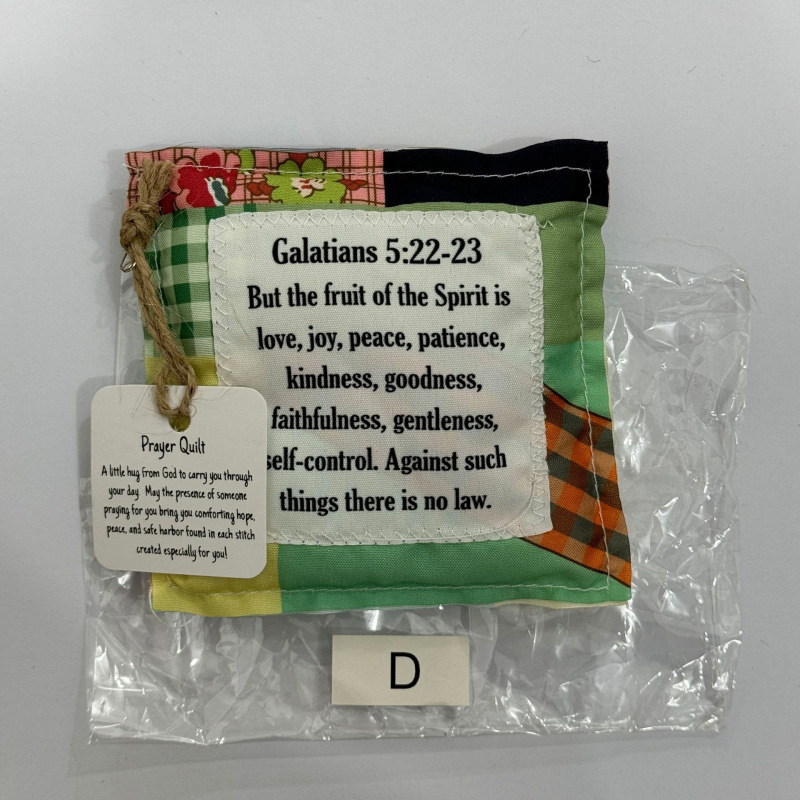 Galatians 5:22-23
But the fruit of the Spirit is
love, joy, peace, patience,
kindness, goodness,
faithfulness, gentleness,
self-control. Against such
things there is no law.
Prayer Quilt
A little hug from God to carry you through
your day. May the presence of someone
praying for you bring you comforting hope,
peace, and safe harbor found in each stitch
created especially for you!
D